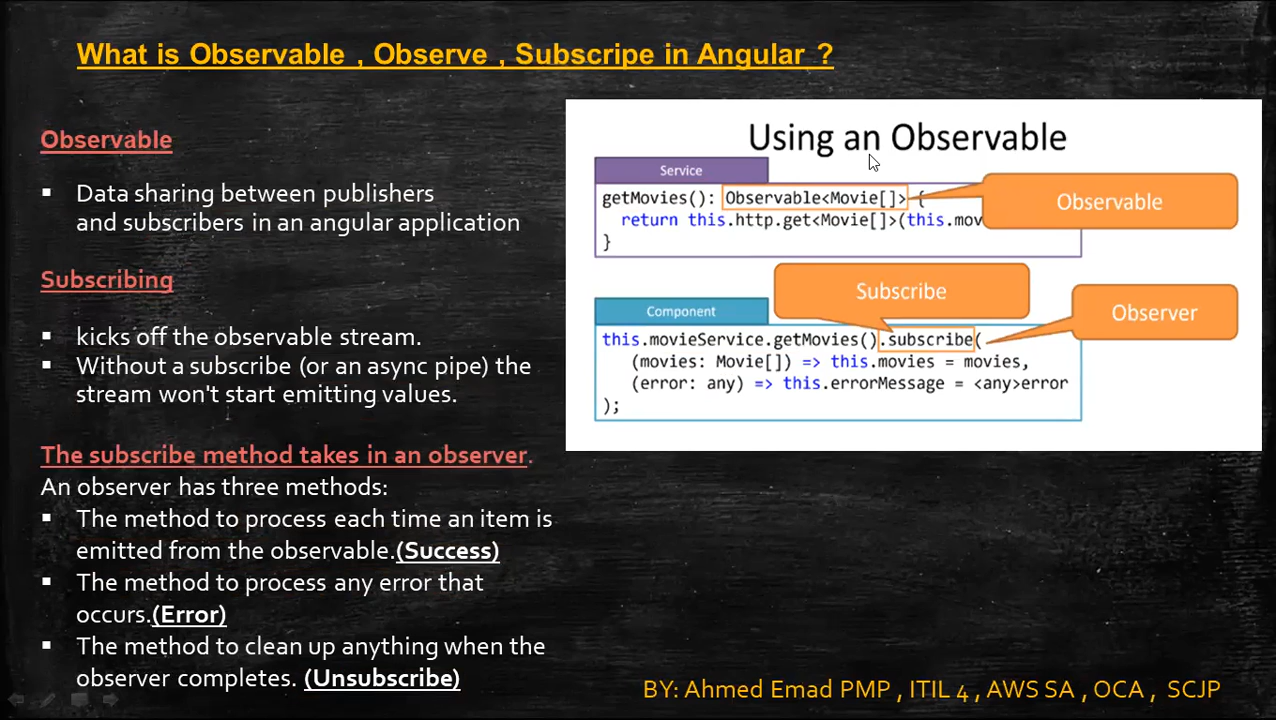 What is Observable , Observe , Subscripe in Angular ?
Observable
▪ Data sharing between publishers
and subscribers in an angular application
Subscribing
▪ kicks off the observable stream.
▪ Without a subscribe (or an async pipe) the
stream won't start emitting values.
The subscribe method takes in an observer.
An observer has three methods:
▪ The method to process each time an item is
emitted from the observable.(Success)
▪ The method to process any error that
occurs.(Error)
▪ The method to clean up anything when the
observer completes. (Unsubscribe)
Using an Observable
Service
getMovies(): Observable<Movie[]> {
return this.http.get<Movie[]>(this.mov
}
Observable
Subscribe
Observer
Component
this.movieService.getMovies().subscribe(
(movies: Movie[]) => this.movies = movies,
(error: any) => this.errorMessage = <any>error
);
BY: Ahmed Emad PMP , ITIL 4 , AWS SA , OCA , SCJP